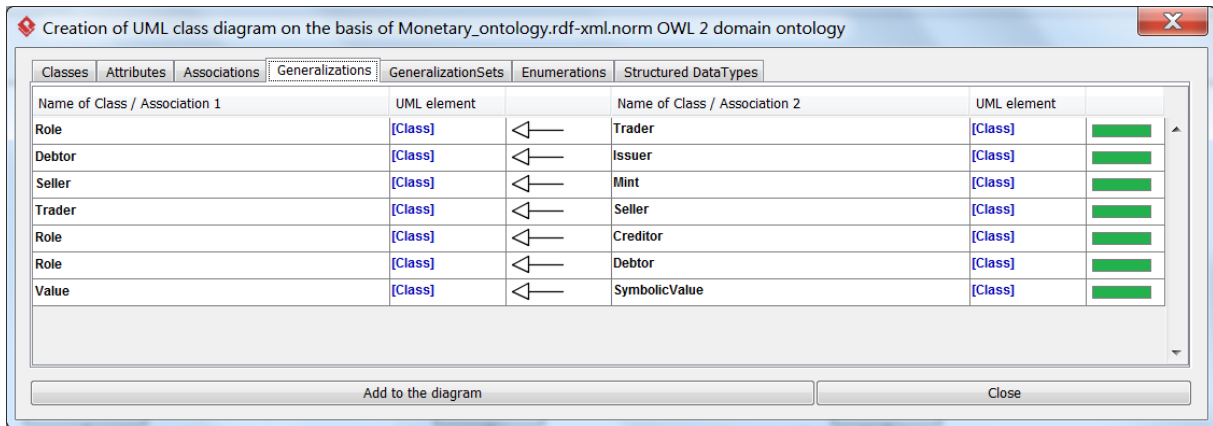 Creation of UML class diagram on the basis of Monetary_ontology.rdf-xml.norm OWL 2 domain ontology
Classes Attributes Associations Generalizations GeneralizationSets Enumerations Structured DataTypes
Name of Class / Association 1 UML element Name of Class / Association 2 UML element
Role [Class] Trader [Class]
Debtor [Class] Issuer [Class]
Seller [Class] Mint [Class]
Trader [Class] Seller [Class]
Role [Class] Creditor [Class]
Role [Class] Debtor [Class]
Value [Class] SymbolicValue [Class]
Add to the diagram Close